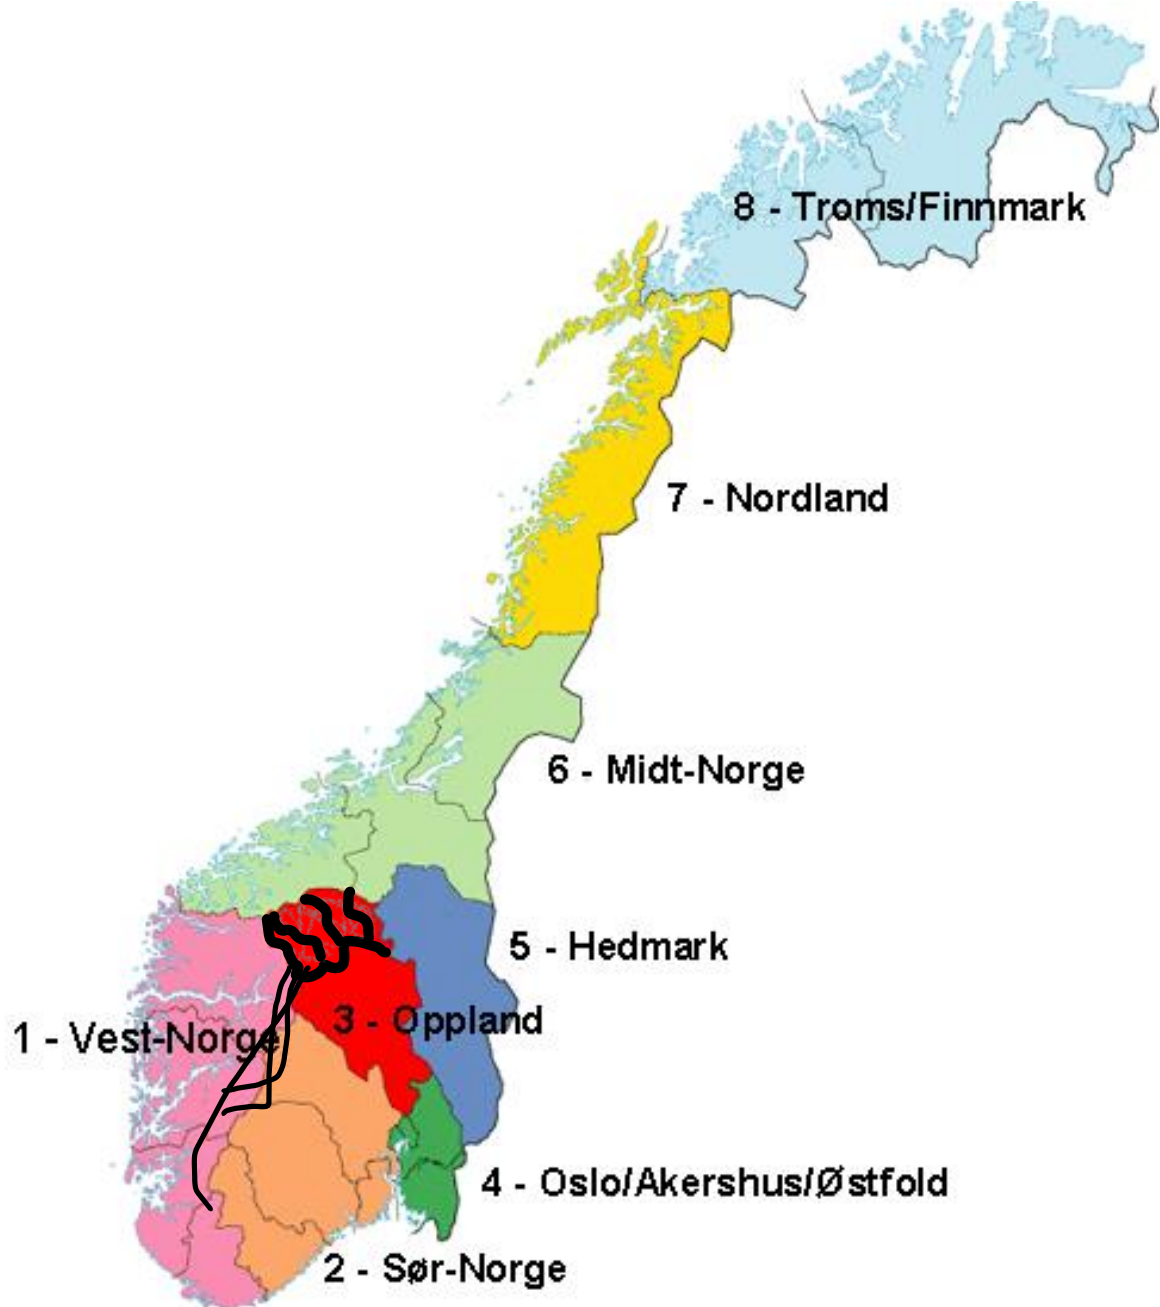 8 - Troms/Finnmark
7 - Nordland
6 - Midt-Norge
5 - Hedmark
3 - Oppland
1 - Vest-Norge
4 - Oslo/Akershus/Østfold
2 - Sør-Norge